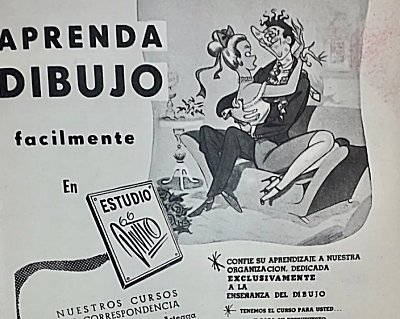 APRENDA
DIBUJO
facilmente
En
ESTUDIO
66
NUESTROS CURSOS
CORRESPONDENCIA
CONFIE SU APRENDIZAJE A NUESTRA
ORGANIZACION, DEDICADA
EXCLUSIVAMENTE
A LA
ENSEÑANZA DEL DIBUJO
TENEMOS EL CURSO PARA USTED...